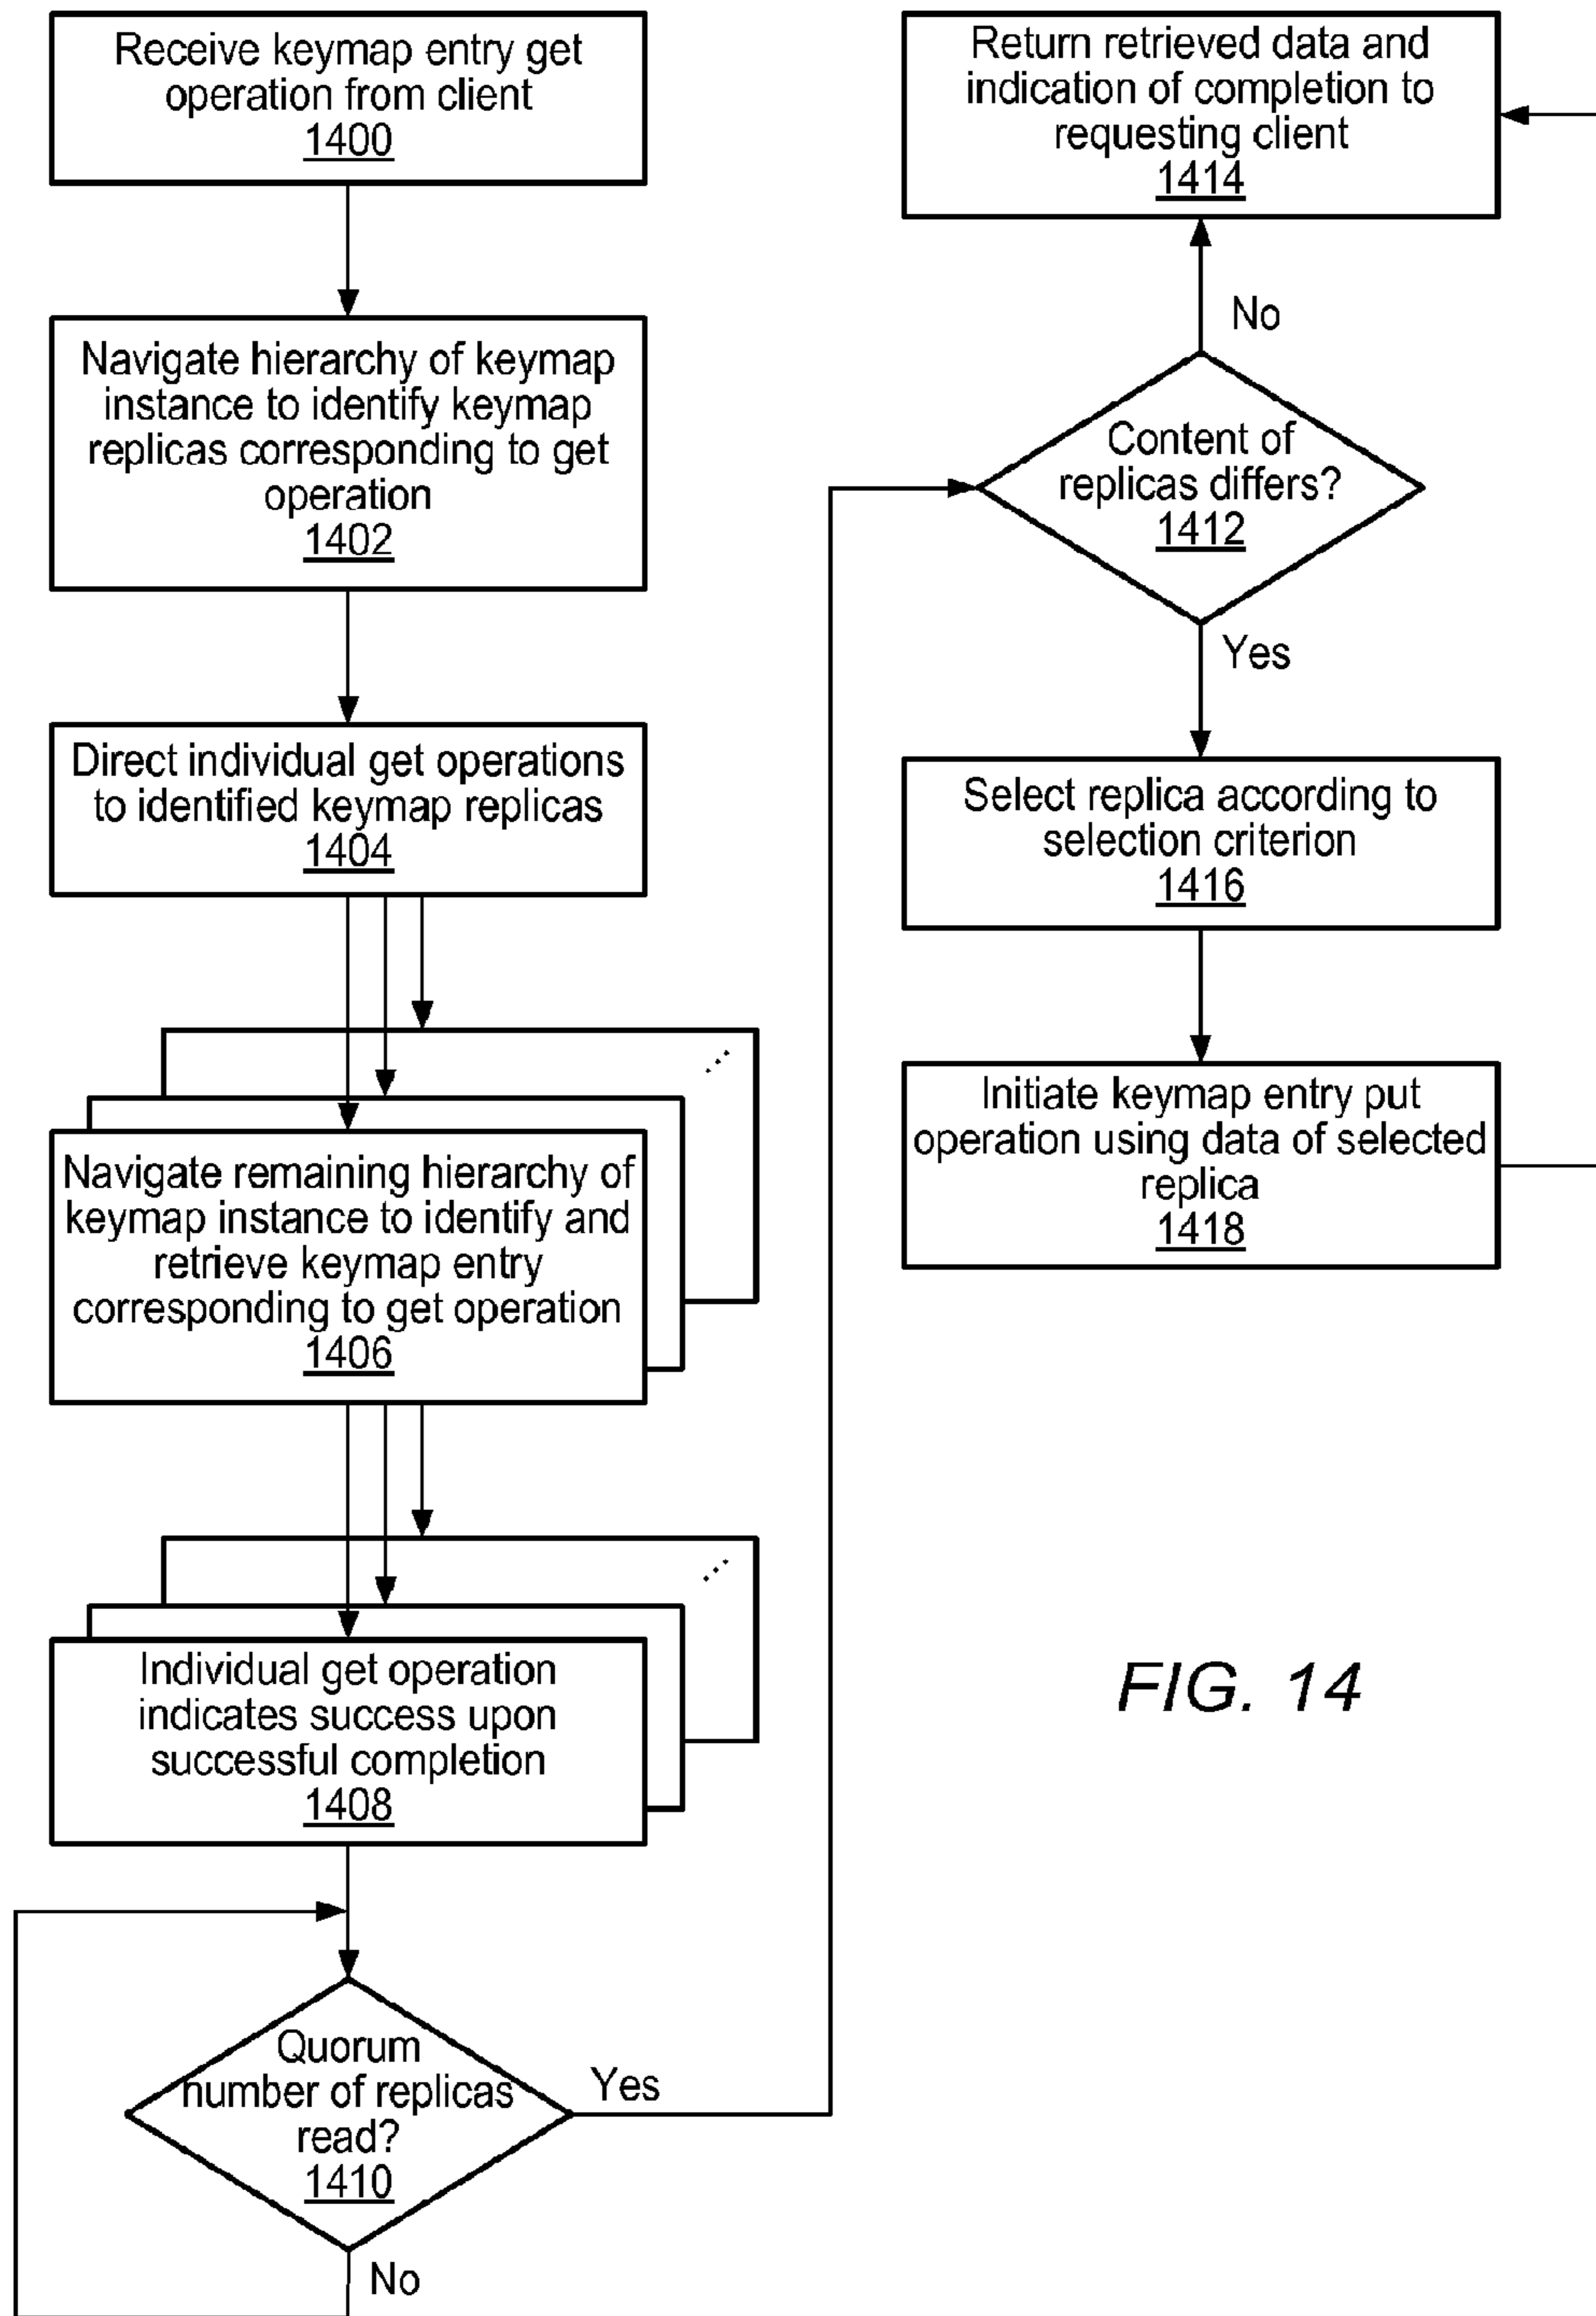 Receive keymap entry get
operation from client
1400
Navigate hierarchy of keymap
instance to identify keymap
replicas corresponding to get
operation
1402
Direct individual get operations
to identified keymap replicas
1404
Navigate remaining hierarchy of
keymap instance to identify and
retrieve keymap entry
corresponding to get operation
1406
Individual get operation
indicates success upon
successful completion
1408
Quorum
number of replicas
read?
1410
Yes
No
Return retrieved data and
indication of completion to
requesting client
1414
No
Content of
replicas differs?
1412
Yes
Select replica according to
selection criterion
1416
Initiate keymap entry put
operation using data of selected
replica
1418
FIG. 14